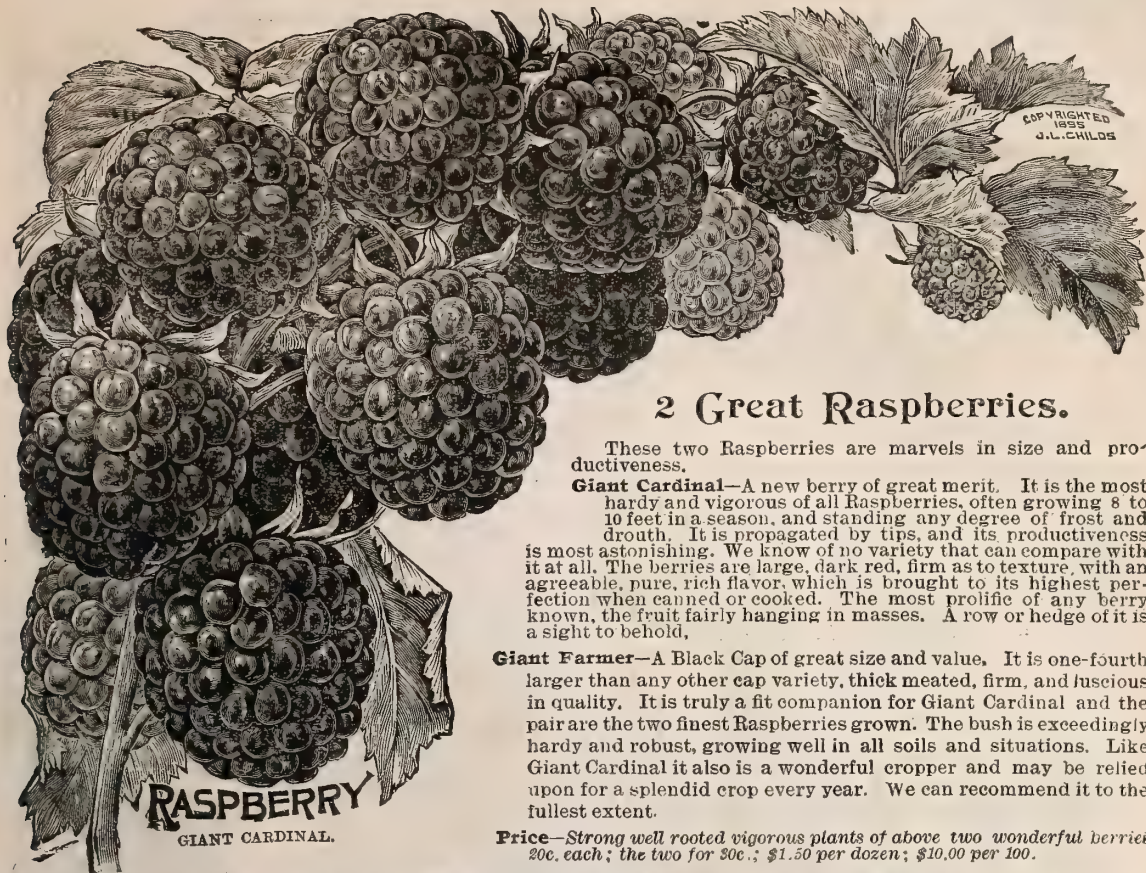 COPYRIGHTED
1895
J.L.CHILDS
2 Great Raspberries.
These two Raspberries are marvels in size and pro-
ductiveness.
Giant Cardinal—A new berry of great merit. It is the most
hardy and vigorous of all Raspberries, often growing 8 to
10 feet in a season, and standing any degree of frost and
drouth. It is propagated by tips, and its productiveness
is most astonishing. We know of no variety that can compare with
it at all. The berries are large, dark red, firm as to texture, with an
agreeable, pure, rich flavor, which is brought to its highest per-
fection when canned or cooked. The most prolific of any berry
known, the fruit fairly hanging in masses. A row or hedge of it is
a sight to behold,
Giant Farmer—A Black Cap of great size and value. It is one-fourth
larger than any other cap variety, thick meated, firm, and luscious
in quality. It is truly a fit companion for Giant Cardinal and the
pair are the two finest Raspberries grown. The bush is exceedingly
hardy and robust, growing well in all soils and situations. Like
Giant Cardinal it also is a wonderful cropper and may be relied
upon for a splendid crop every year. We can recommend it to the
fullest extent.
Price—Strong well rooted vigorous plants of above two wonderful berries
20c. each; the two for 30c.; $1.50 per dozen; $10.00 per 100.
RASPBERRY
GIANT CARDINAL.